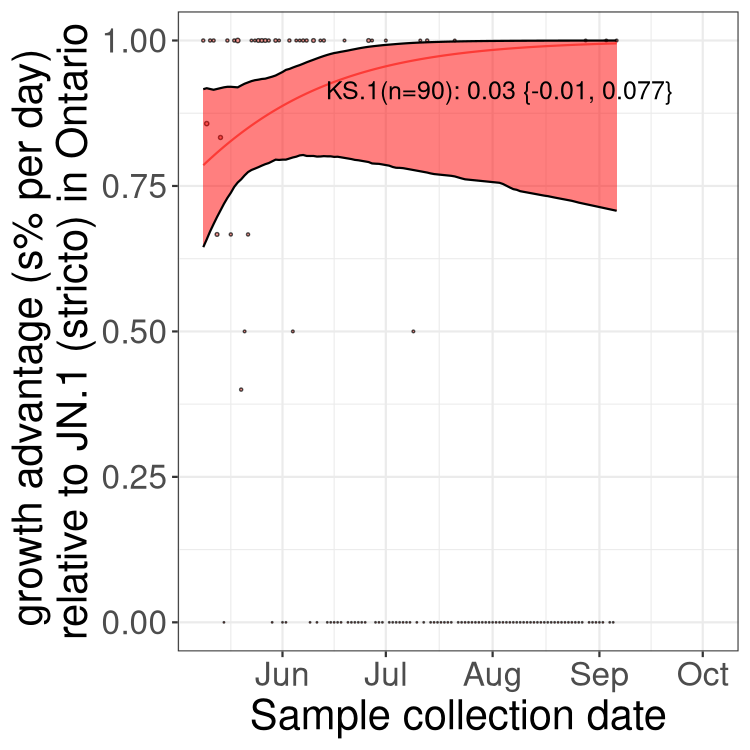 growth advantage (s% per day)
relative to JN.1 (stricto) in Ontario
1.00
0.75
0.50
0.25
0.00
KS.1(n=90): 0.03 {-0.01, 0.077}
Jun Jul Aug Sep Oct
Sample collection date